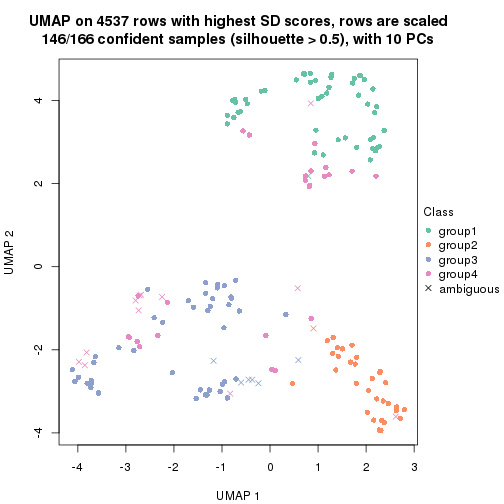 UMAP on 4537 rows with highest SD scores, rows are scaled
146/166 confident samples (silhouette > 0.5), with 10 PCs
4
2
0
-2
-4
UMAP 2
-4 -3 -2 -1 0 1 2 3
UMAP 1
Class
group1
group2
group3
group4
ambiguous